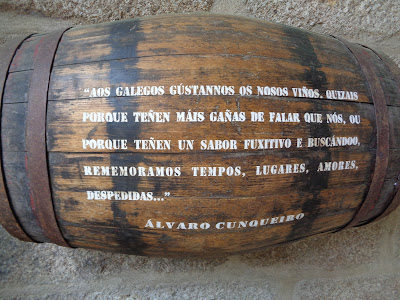 “AOS GALEGOS GÚSTANNOS OS NOSOS VIÑOS, QUIZAIS
PORQUE TEÑEN MÁIS GAÑAS DE FALAR QUE NÓS, OU
PORQUE TEÑEN UN SABOR FUXITIVO E BUSCÁNDOO,
REMEMORAMOS TEMPOS, LUGARES, AMORES,
DESPEDIDAS...”
ÁLVARO CUNQUEIRO